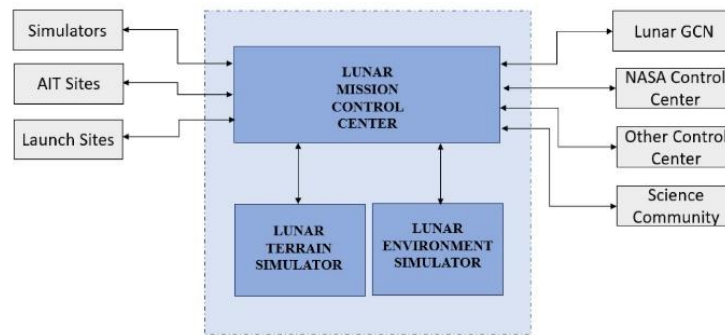 Simulators
AIT Sites
Launch Sites
LUNAR
MISSION
CONTROL
CENTER
LUNAR
TERRAIN
SIMULATOR
LUNAR
ENVIRONMENT
SIMULATOR
Lunar GCN
NASA Control
Center
Other Control
Center
Science
Community